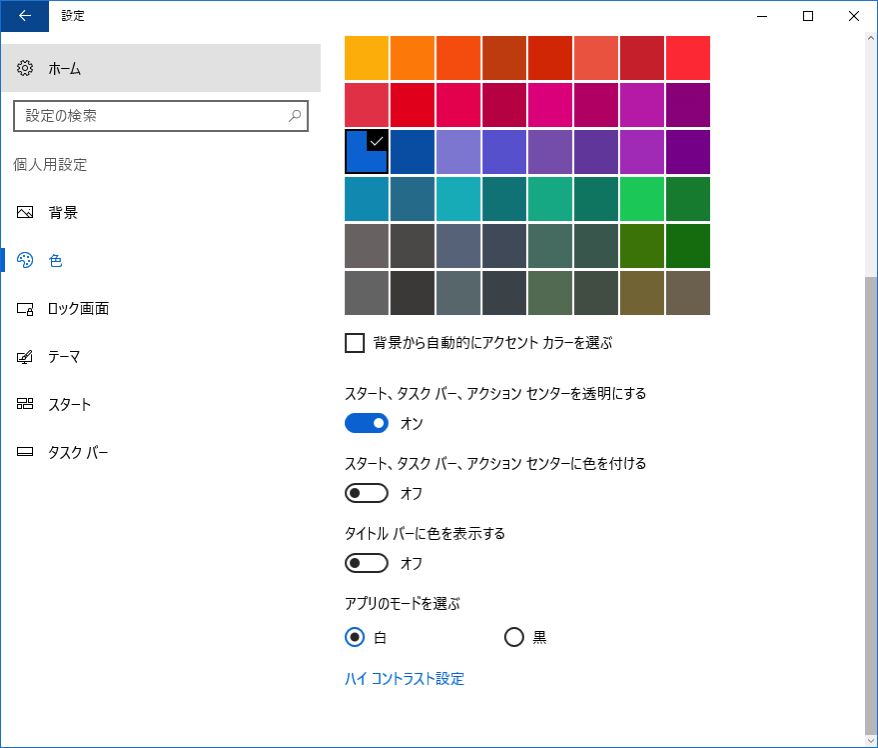 設定
ホーム
設定の検索
個人用設定
背景
色
ロック画面
テーマ
スタート
タスク バー
背景から自動的にアクセント カラーを選ぶ
スタート、タスク バー、アクション センターを透明にする
オン
スタート、タスク バー、アクション センターに色を付ける
オフ
タイトル バーに色を表示する
オフ
アプリのモードを選ぶ
白 黒
ハイ コントラスト設定